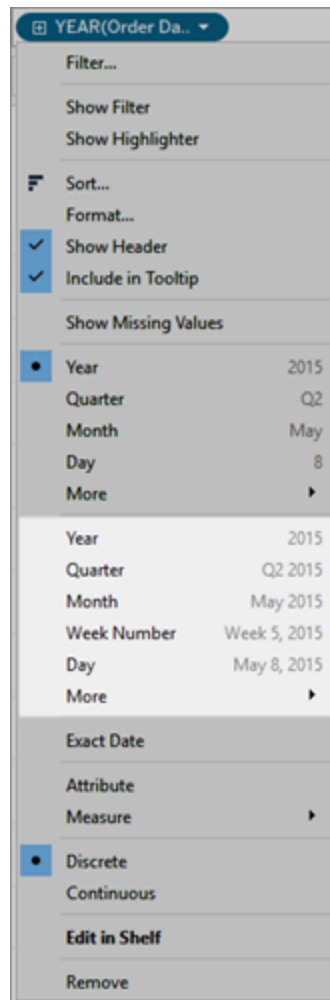 YEAR(Order Da..
Filter...
Show Filter
Show Highlighter
Sort...
Format...
Show Header
Include in Tooltip
Show Missing Values
Year 2015
Quarter Q2
Month May
Day 8
More
Year 2015
Quarter Q2 2015
Month May 2015
Week Number Week 5, 2015
Day May 8, 2015
More
Exact Date
Attribute
Measure
Discrete
Continuous
Edit in Shelf
Remove